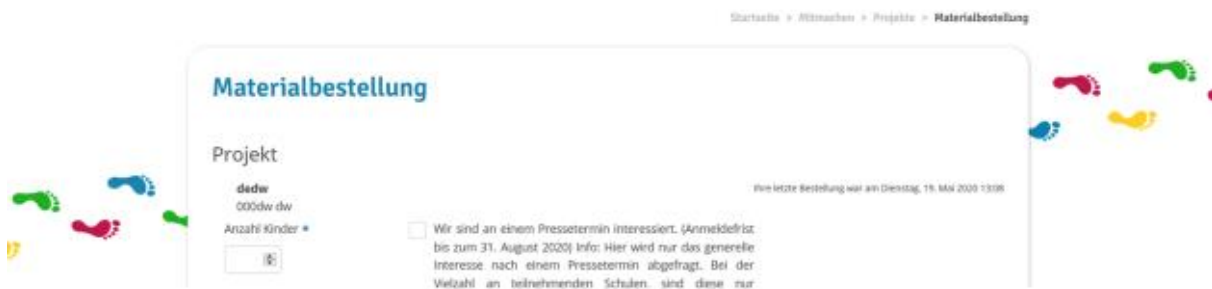 Startseite » Mitmachen » Projekte » Materialbestellung
Materialbestellung
Projekt
dedw
000dw dw
Ihre letzte Bestellung war am Dienstag, 19. Mai 2020 13:08
Anzahl Kinder
Wir sind an einem Pressetermin interessiert. (Anmeldefrist
bis zum 31. August 2020) Info: Hier wird nur das generelle
Interesse nach einem Pressetermin abgefragt. Bei der
Vielzahl an teilnehmenden Schulen, sind diese nur